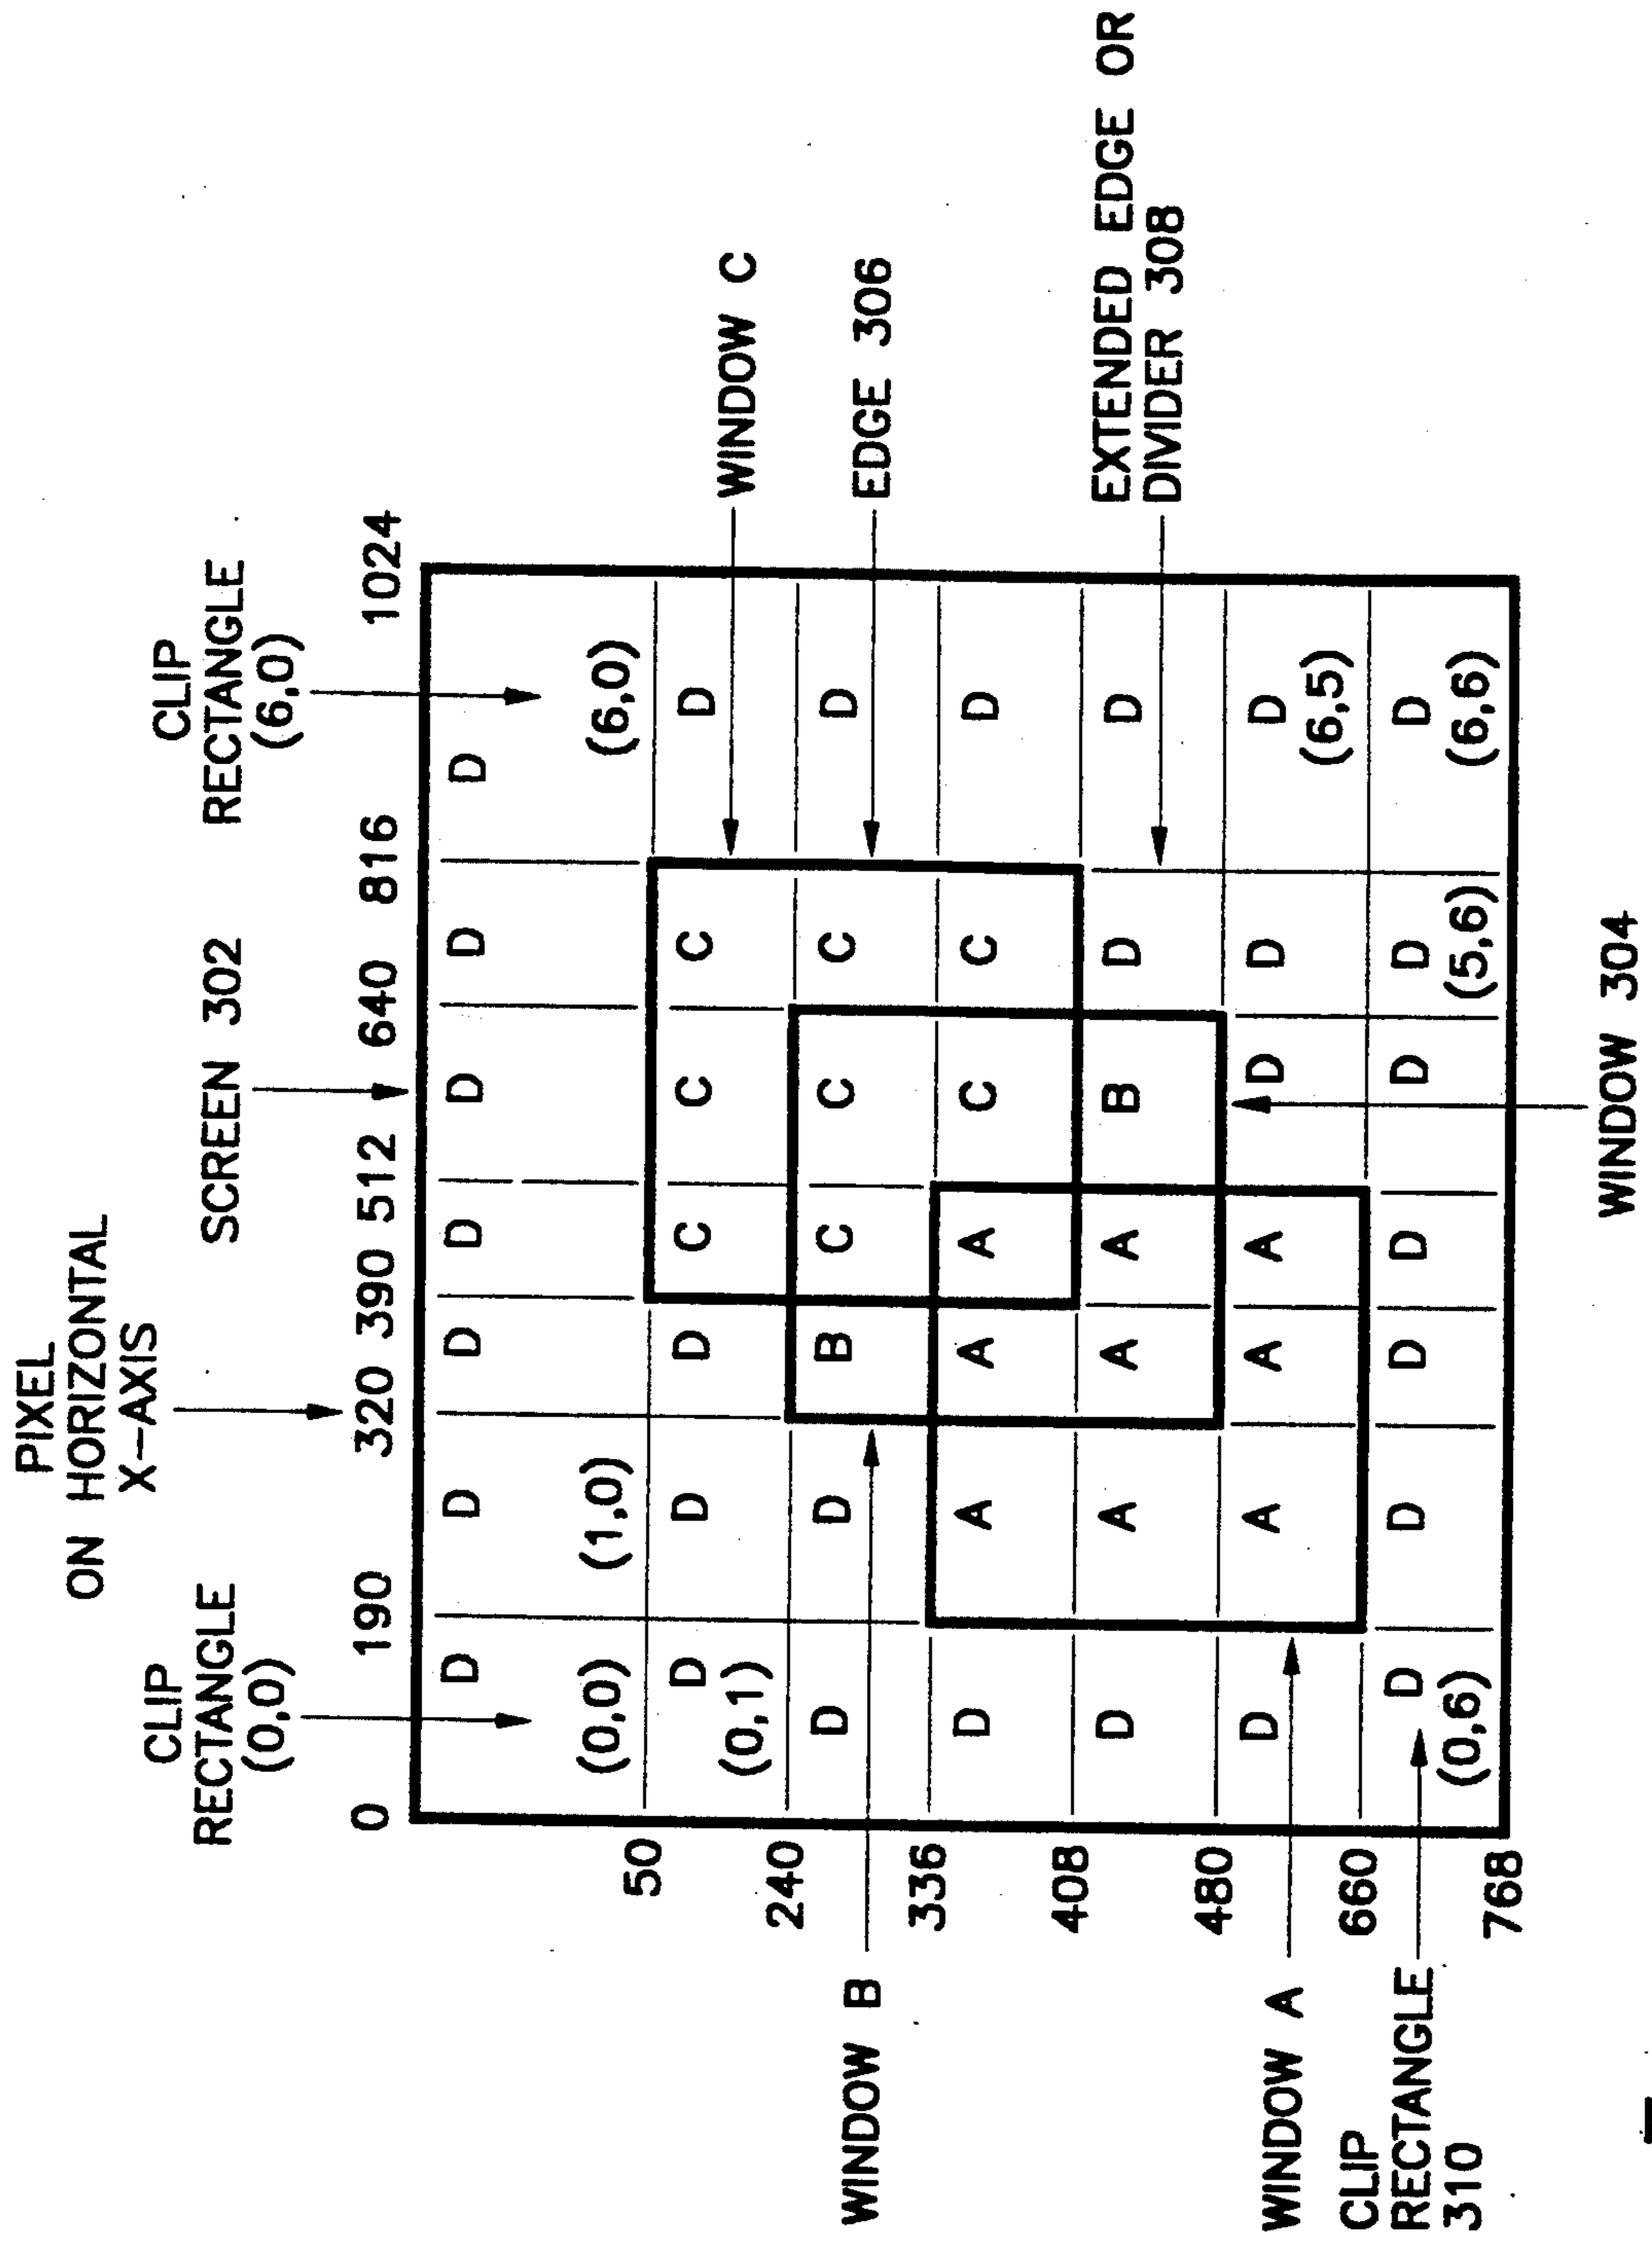 PIXEL
ON HORIZONTAL
X-AXIS
CLIP
RECTANGLE
(0,0)
SCREEN 302
CLIP
RECTANGLE
(6,0)
0 190 320 390 512 640 816 1024
D D D D D D D
(0,0) (1,0) (6,0)
50
D D D C C C D
(0,1)
WINDOW C
240
D D B C C C D
WINDOW B
EDGE 306
336
D A A A C C D
408
D A A A B D D
EXTENDED EDGE OR
DIVIDER 308
480
D A A A D D D
(6,5)
WINDOW A
660
D D D D D D D
(0,6) (5,6) (6,6)
CLIP
RECTANGLE
310
768
WINDOW 304